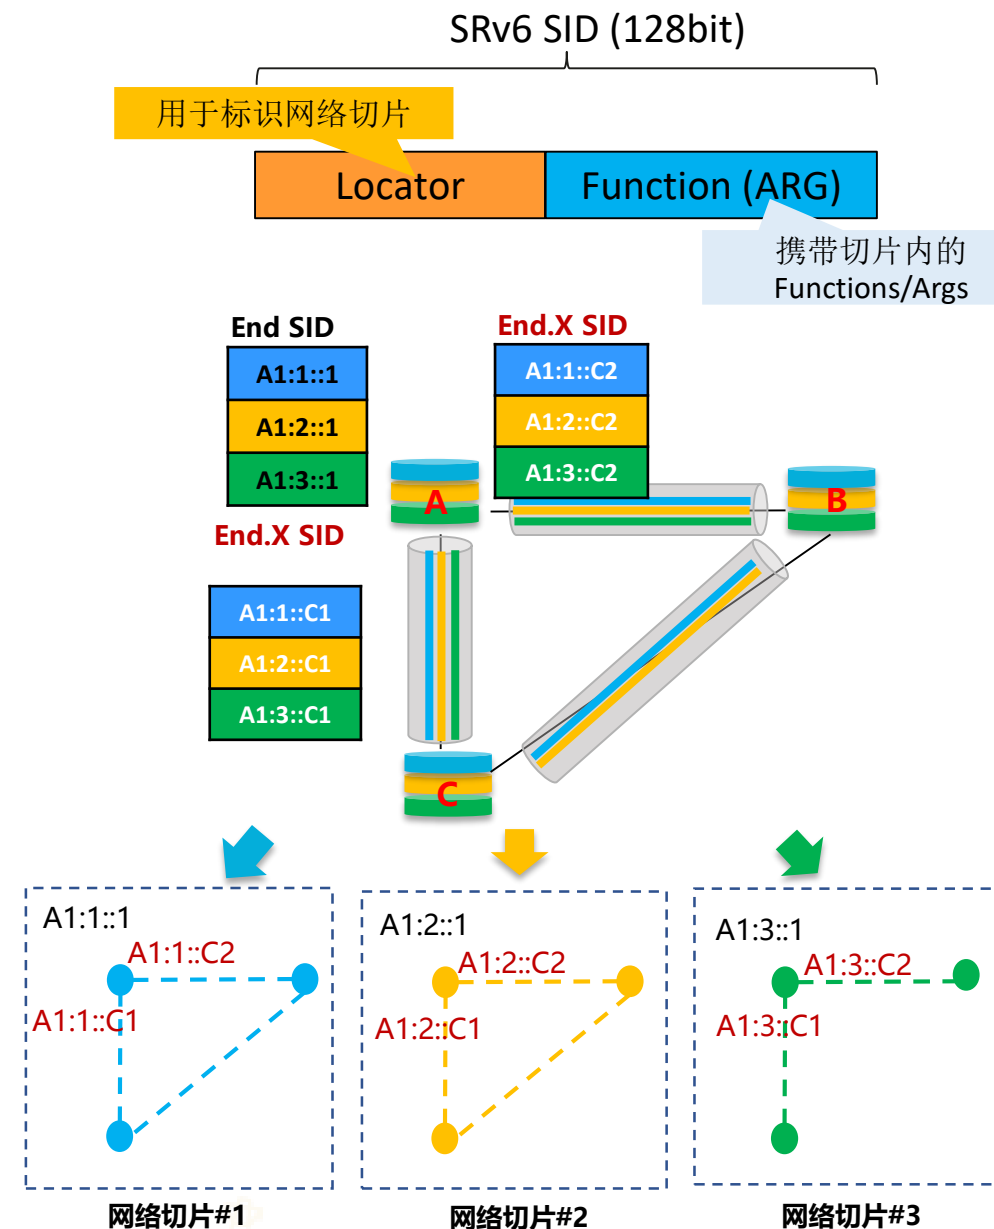 SRv6 SID (128bit)
用于标识网络切片
Locator
Function (ARG)
携带切片内的
Functions/Args
End SID
A1:1::1
A1:2::1
A1:3::1
End.X SID
A1:1::C2
A1:2::C2
A1:3::C2
A
B
End.X SID
A1:1::C1
A1:2::C1
A1:3::C1
C
A1:1::1
A1:1::C2
A1:1::C1
网络切片#1
A1:2::1
A1:2::C2
A1:2::C1
网络切片#2
A1:3::1
A1:3::C2
A1:3::C1
网络切片#3